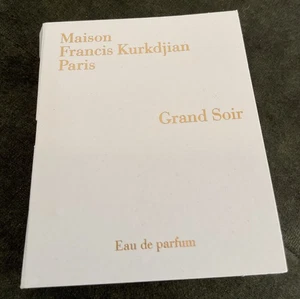 Maison
Francis Kurkdjian
Paris
Grand Soir
Eau de parfum